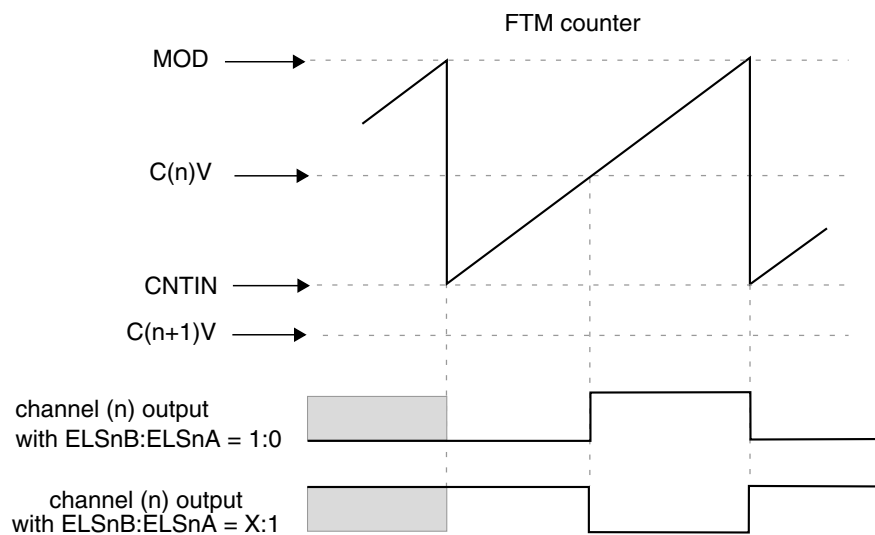 FTM counter
MOD
C(n)V
CNTIN
C(n+1)V
channel (n) output
with ELSnB:ELSnA = 1:0
channel (n) output
with ELSnB:ELSnA = X:1